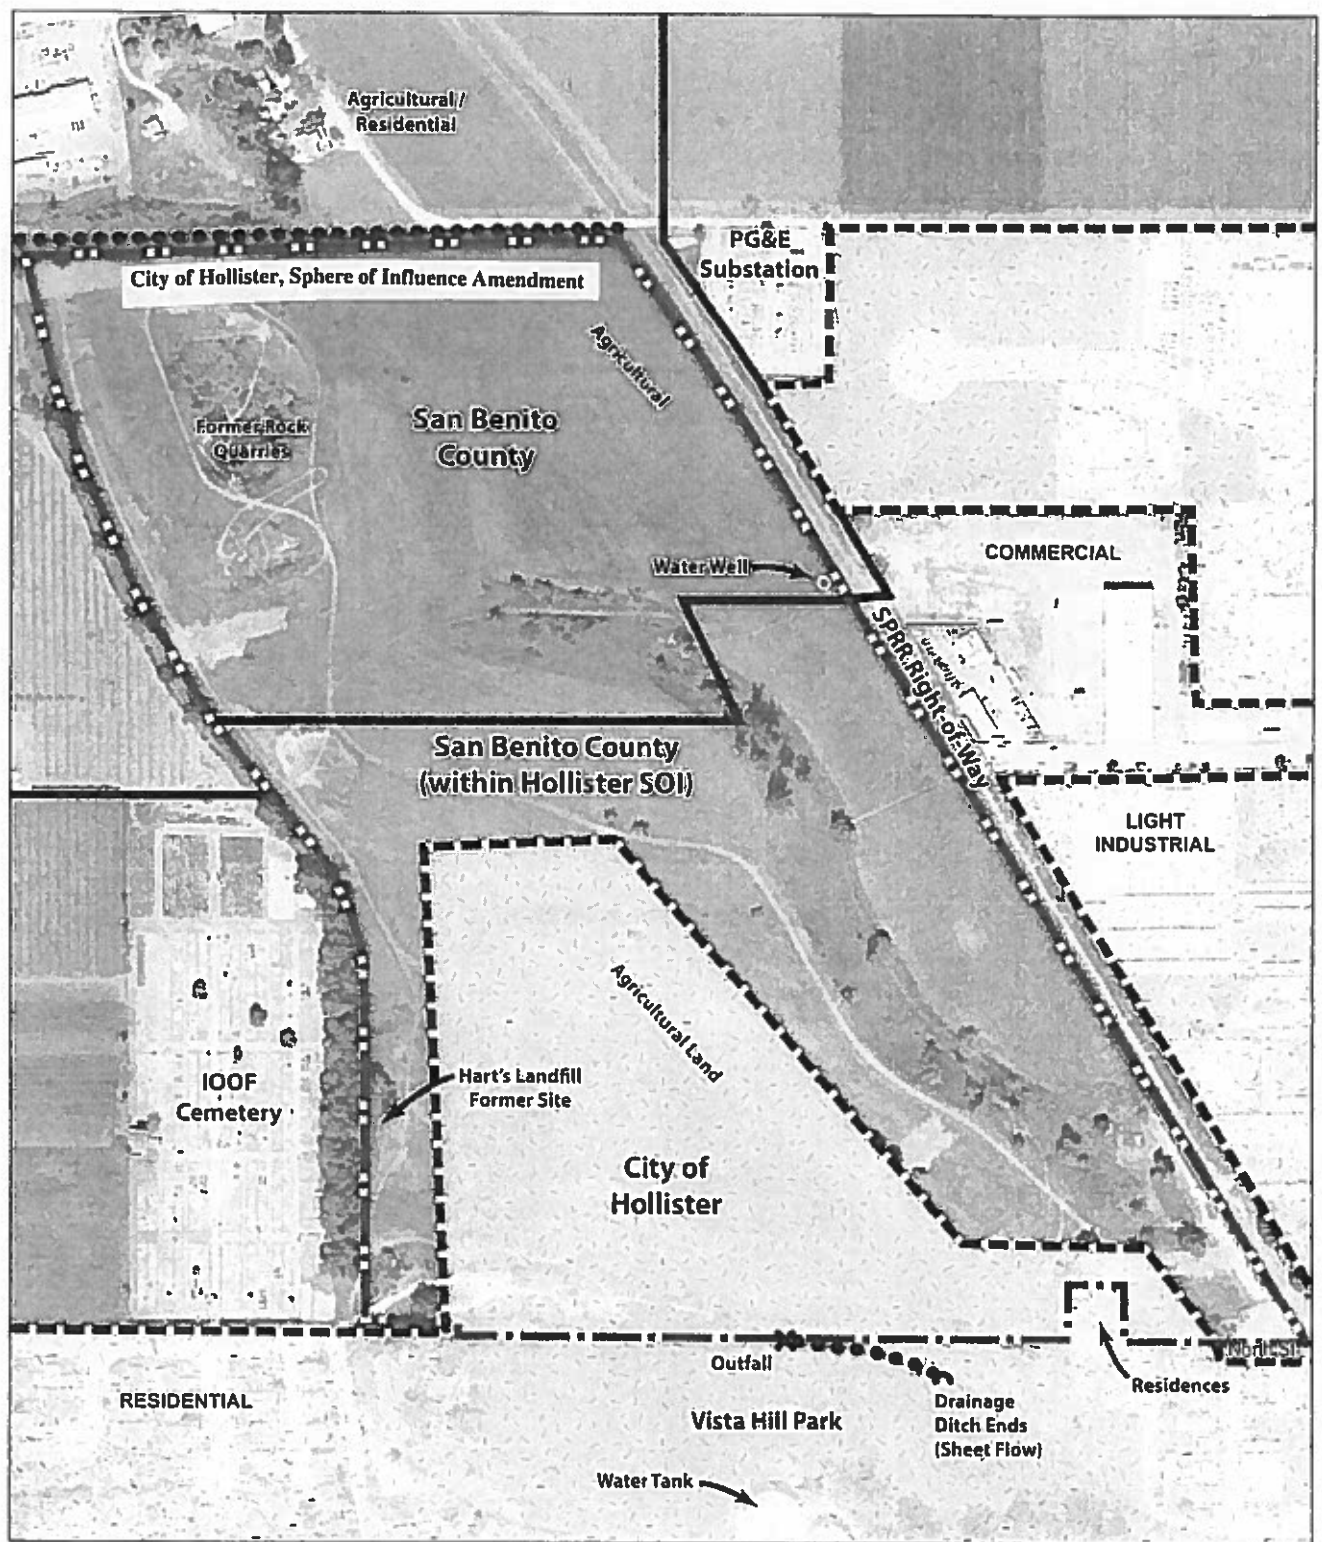 Agricultural /
Residential
PG&E
Substation
City of Hollister, Sphere of Influence Amendment
Agricultural
San Benito
County
Former Rock
Quarries
COMMERCIAL
Water Well
SPRR Right-of-Way
San Benito County
(within Hollister SOI)
LIGHT
INDUSTRIAL
Agricultural Land
IOOF
Cemetery
Hart's Landfill
Former Site
City of
Hollister
Outfall
Residences
RESIDENTIAL
Vista Hill Park
Drainage
Ditch Ends
(Sheet Flow)
Water Tank